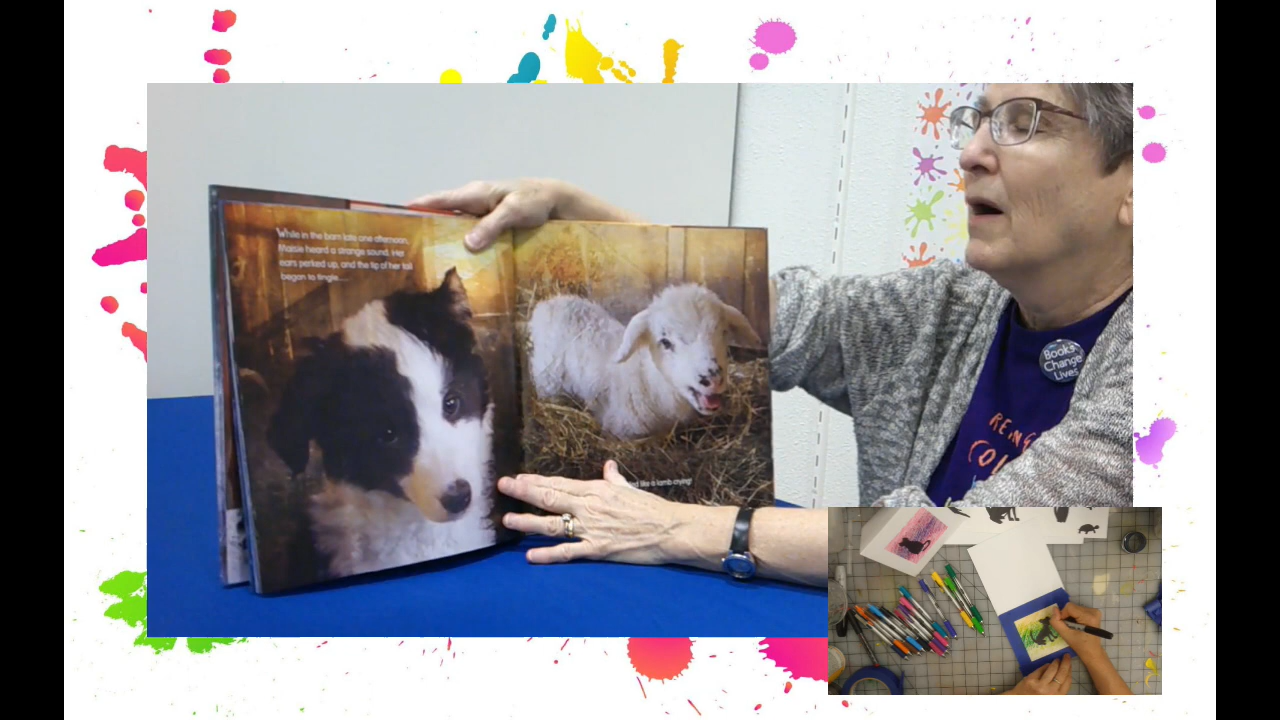 While in the barn late one afternoon,
Maisie heard a strange sound. Her
ears perked up, and the tip of her tail
began to tingle....
like a lamb crying!
Books
Change
Lives